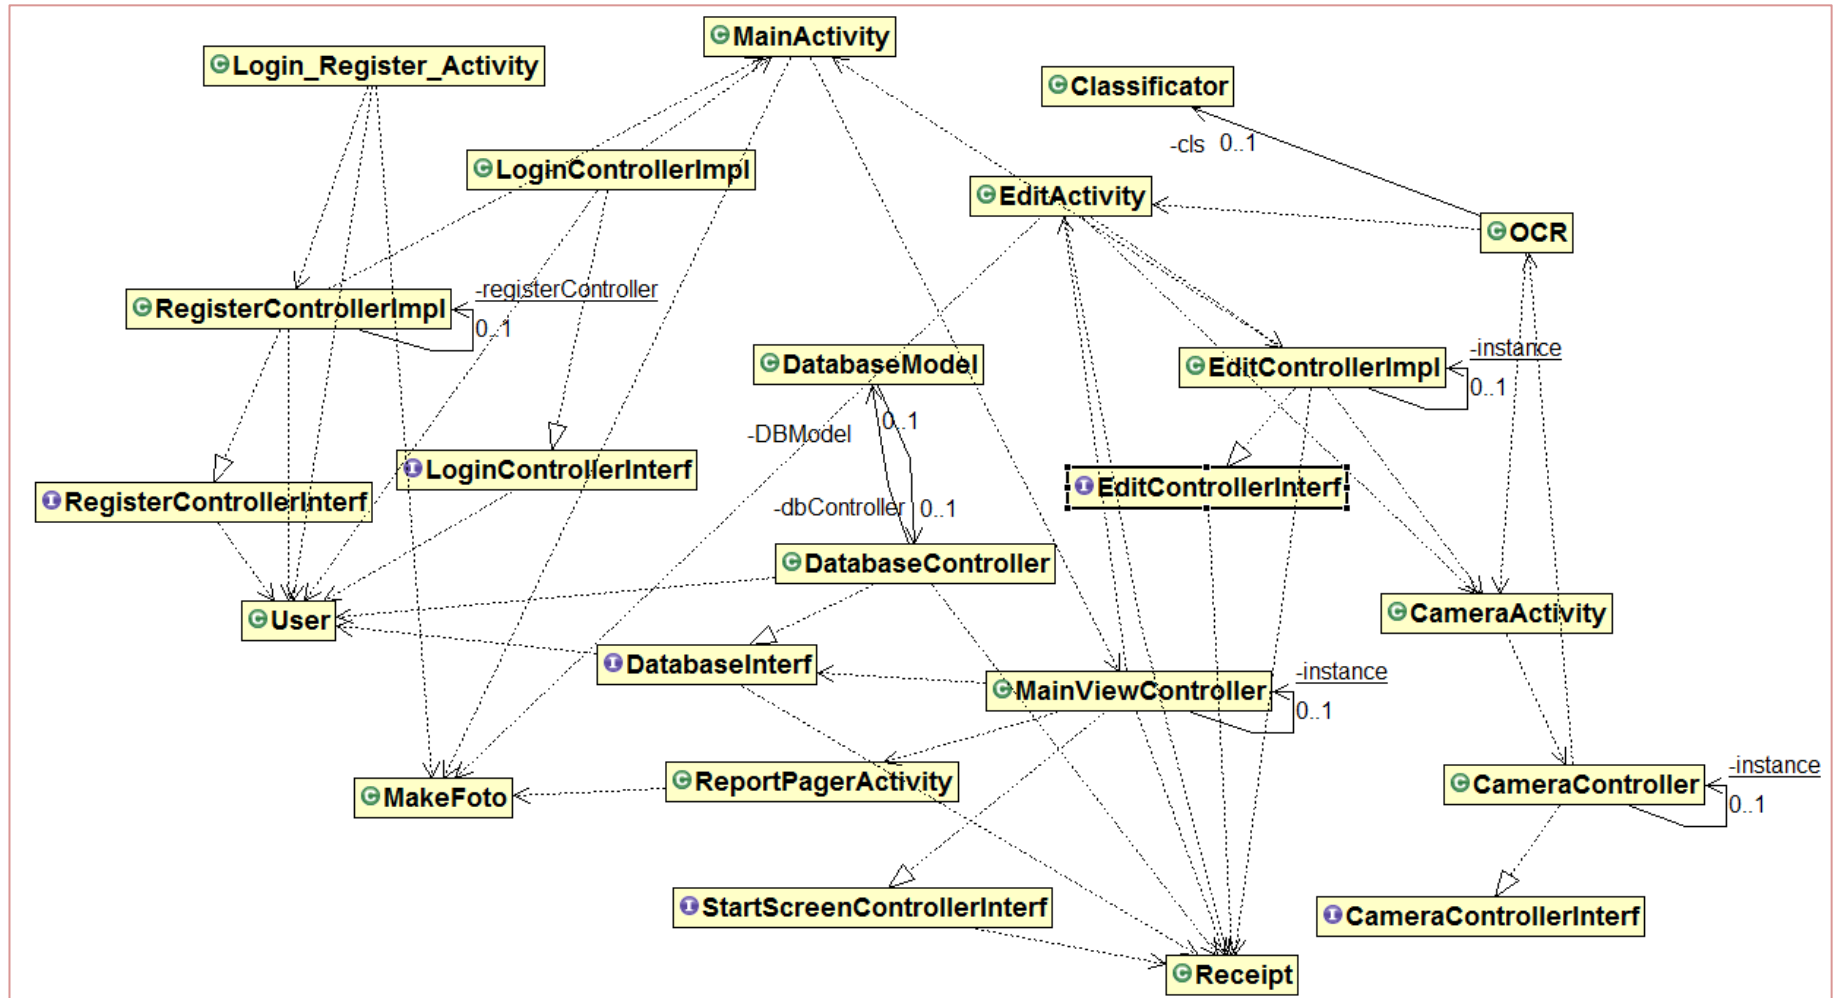 MainActivity
Login_Register_Activity
Classificator
-cls 0..1
LoginControllerImpl
EditActivity
OCR
-registerController
RegisterControllerImpl
0..1
-instance
DatabaseModel
EditControllerImpl
0..1
0..1
-DBModel
LoginControllerInterf
EditControllerInterf
RegisterControllerInterf
-dbController 0..1
DatabaseController
CameraActivity
User
DatabaseInterf
-instance
MainViewController
0..1
-instance
ReportPagerActivity
CameraController
MakeFoto
0..1
StartScreenControllerInterf
CameraControllerInterf
Receipt
C
C
C
C
C
C
C
C
C
I
I
I
C
C
C
I
C
C
C
C
I
I
C